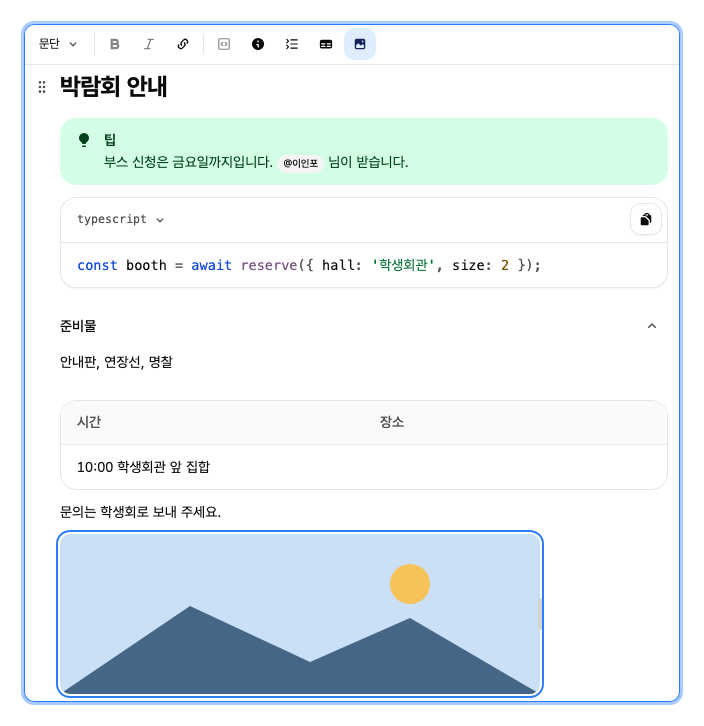 문단
박람회 안내
팁
부스 신청은 금요일까지입니다. @이인포 님이 받습니다.
typescript
const booth = await reserve({ hall: '학생회관', size: 2 });
준비물
안내판, 연장선, 명찰
시간 장소
10:00 학생회관 앞 집합
문의는 학생회로 보내 주세요.